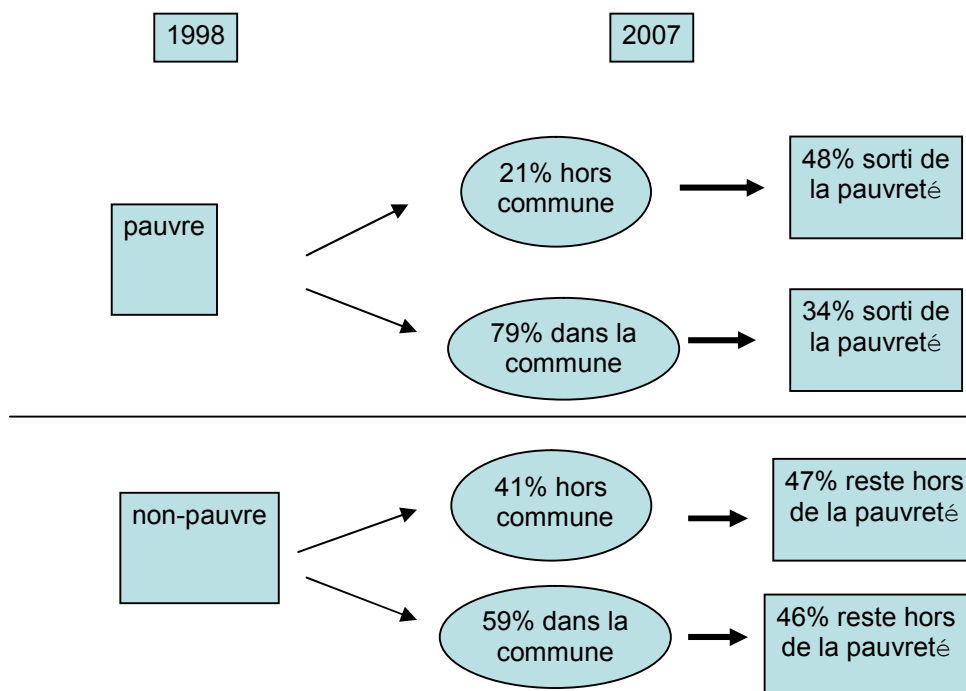 1998
2007
pauvre
21% hors
commune
48% sorti de
la pauvreté
79% dans la
commune
34% sorti de
la pauvreté
non-pauvre
41% hors
commune
47% reste hors
de la pauvreté
59% dans la
commune
46% reste hors
de la pauvreté